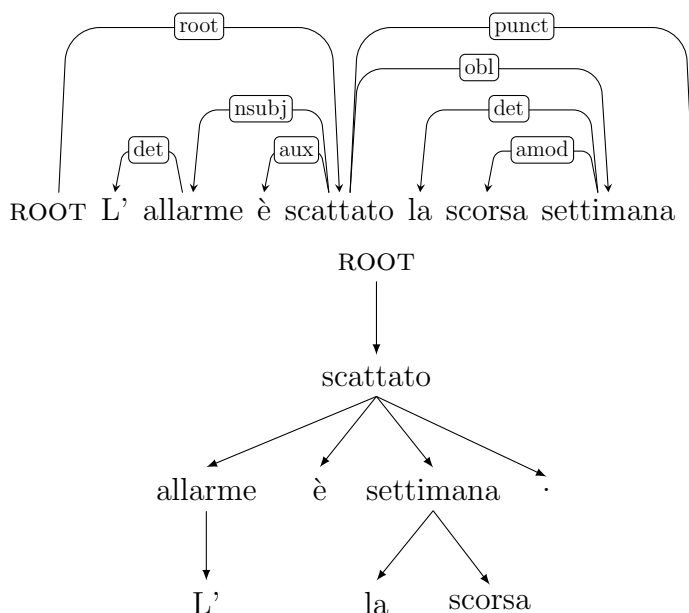 root punct
obl
nsubj det
det aux amod
ROOT L' allarme è scattato la scorsa settimana
ROOT
scattato
allarme è settimana .
L' la scorsa